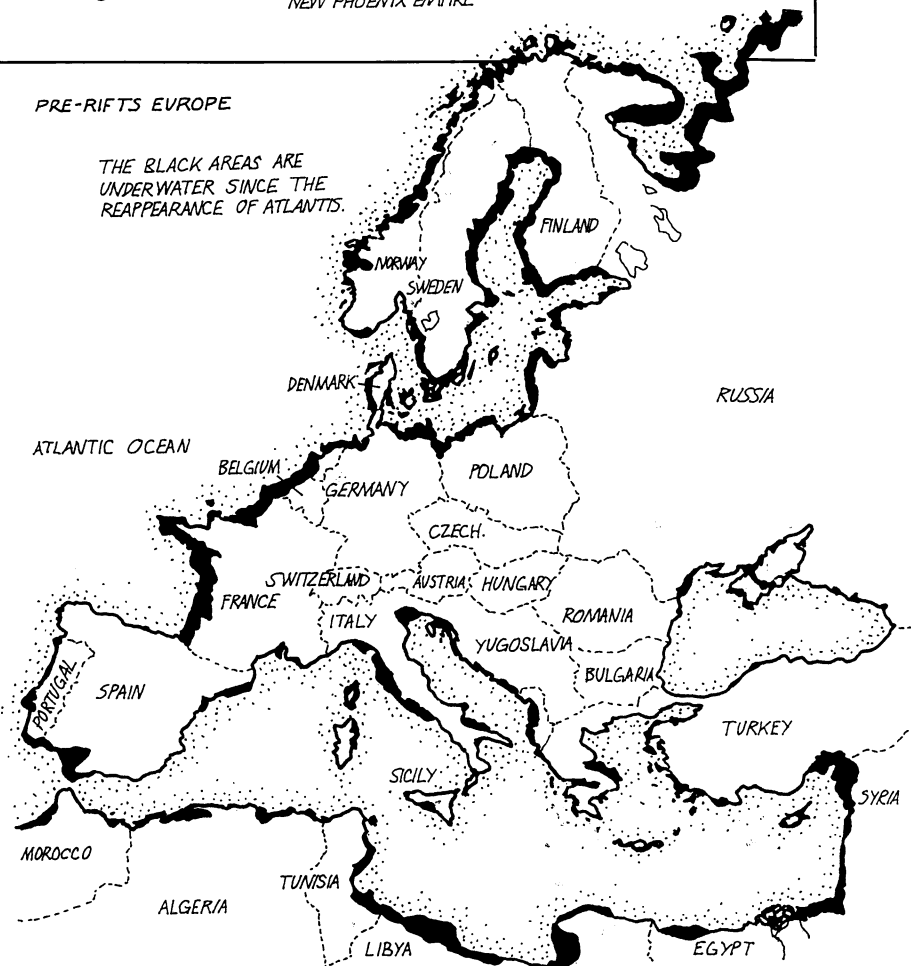 NEW PHOENIX EMPIRE
PRE-RIFTS EUROPE
THE BLACK AREAS ARE
UNDERWATER SINCE THE
REAPPEARANCE OF ATLANTIS.
FINLAND
NORWAY
SWEDEN
DENMARK
RUSSIA
ATLANTIC OCEAN
BELGIUM
GERMANY
POLAND
CZECH.
SWITZERLAND
AUSTRIA
HUNGARY
FRANCE
ITALY
ROMANIA
YUGOSLAVIA
BULGARIA
PORTUGAL
SPAIN
TURKEY
SICILY
SYRIA
MOROCCO
TUNISIA
ALGERIA
LIBYA
EGYPT